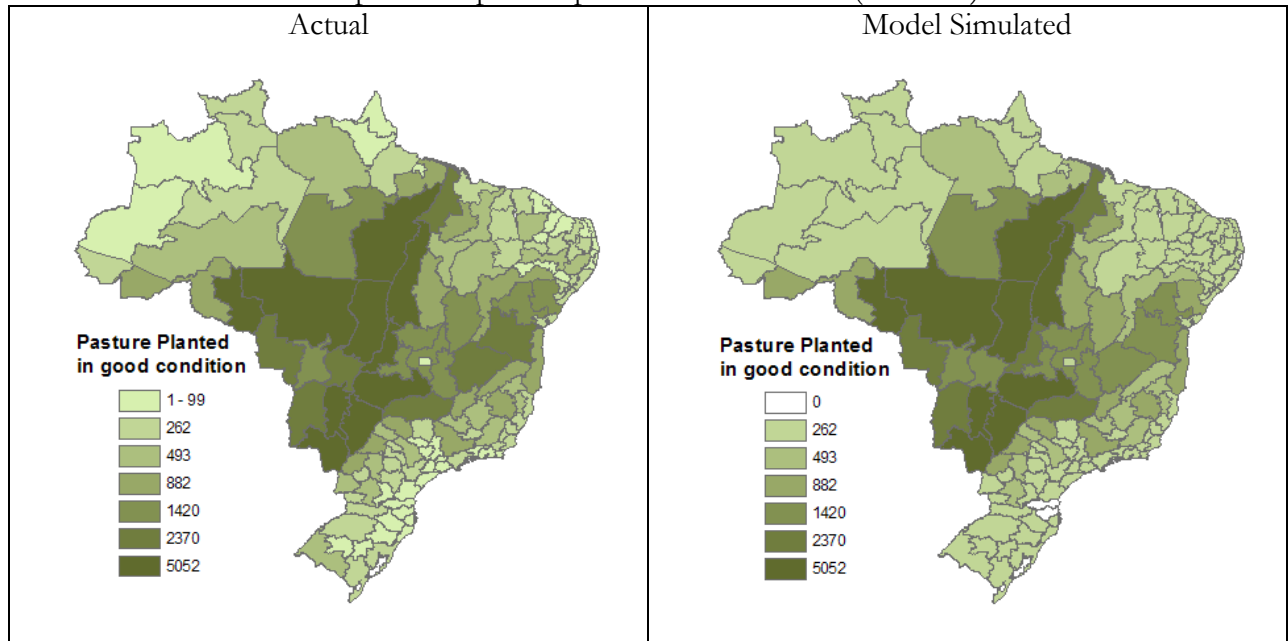 Actual
Pasture Planted
in good condition
1 - 99
262
493
882
1420
2370
5052
Model Simulated
Pasture Planted
in good condition
0
262
493
882
1420
2370
5052